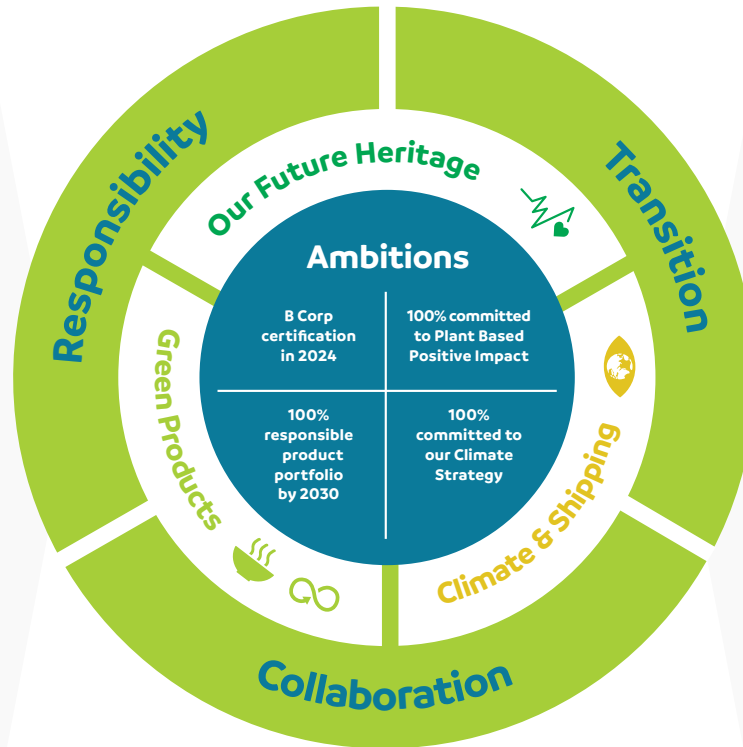 Responsibility
Transition
Our Future Heritage
Ambitions
B Corp
certification
in 2024
100% committed
to Plant Based
Positive Impact
100%
responsible
product
portfolio
by 2030
100%
committed to
our Climate
Strategy
Green Products
Climate & Shipping
Collaboration